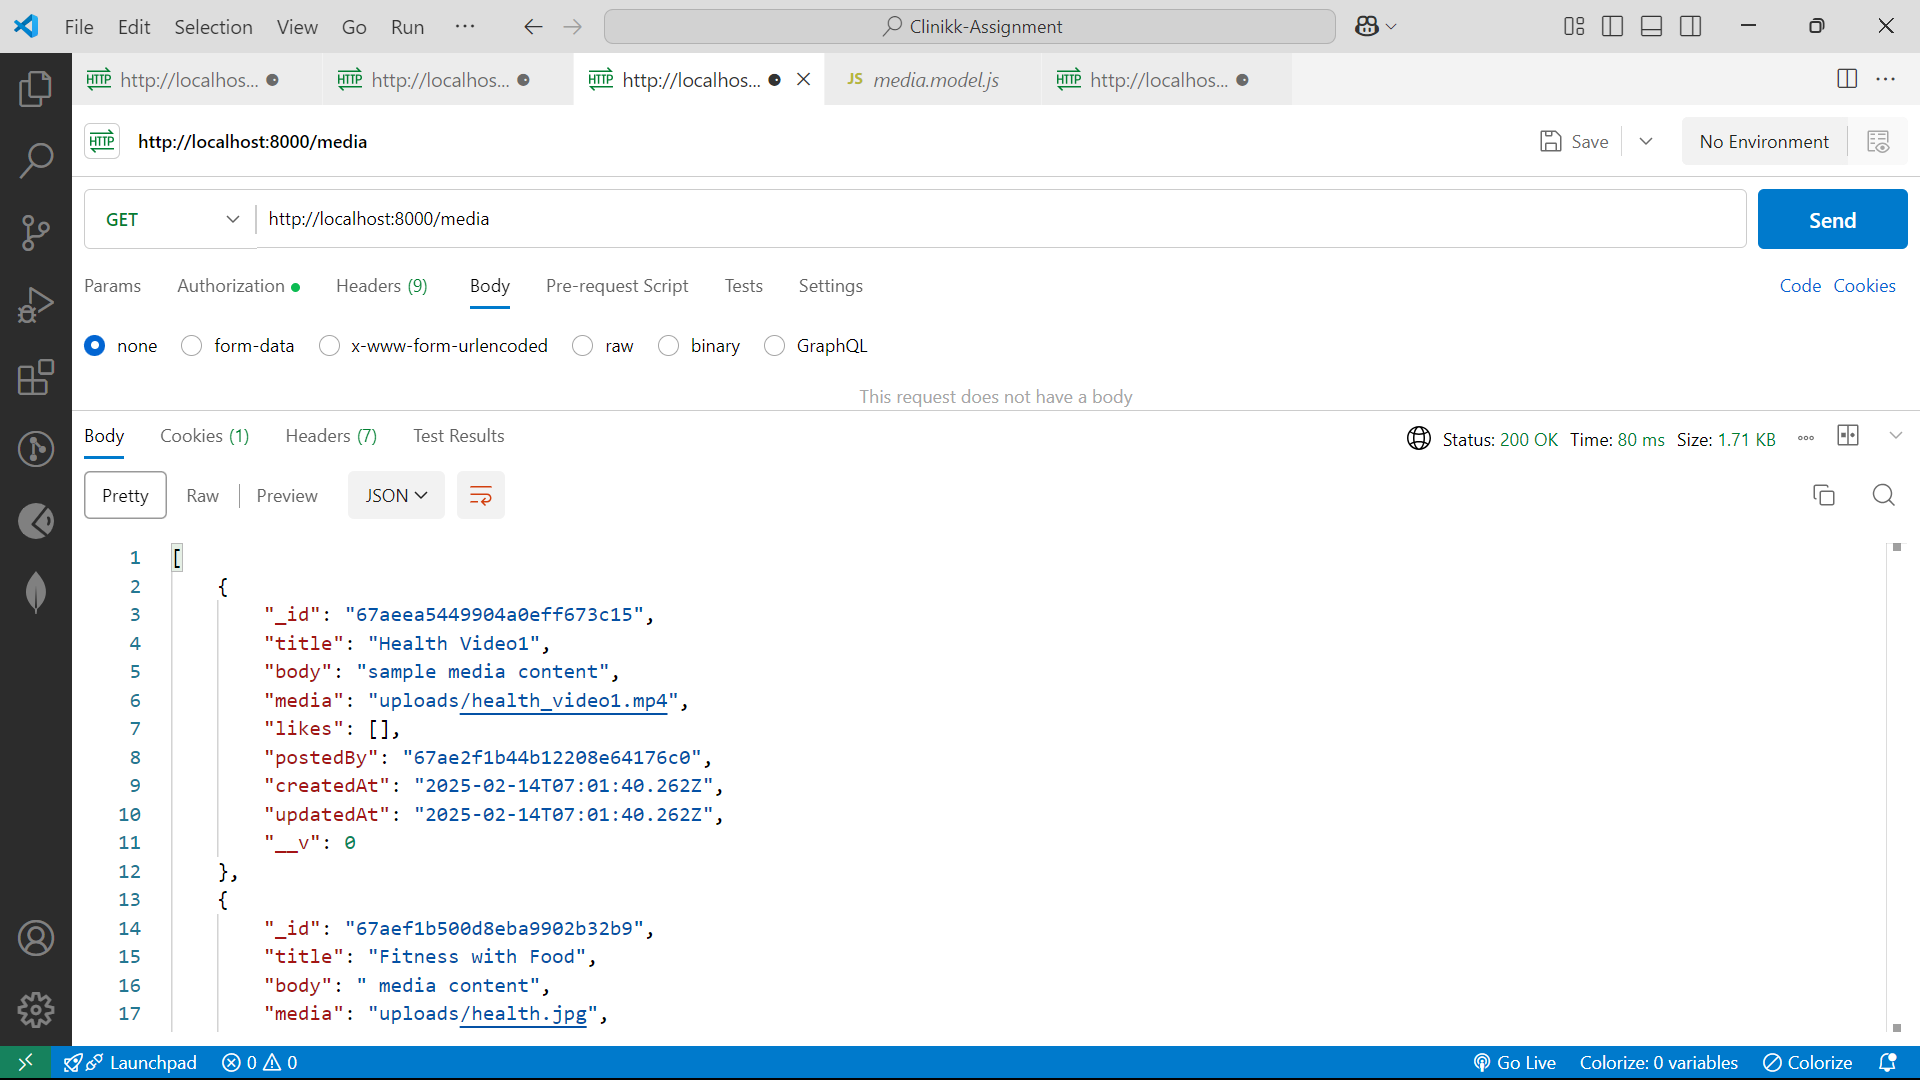 File Edit Selection View Go Run ··· Clinikk-Assignment
HTTP http://localhos... HTTP http://localhos... HTTP http://localhos... JS media.model.js HTTP http://localhos...
HTTP http://localhost:8000/media Save No Environment
GET http://localhost:8000/media Send
Params Authorization Headers (9) Body Pre-request Script Tests Settings Code Cookies
none form-data x-www-form-urlencoded raw binary GraphQL
This request does not have a body
Body Cookies (1) Headers (7) Test Results Status: 200 OK Time: 80 ms Size: 1.71 KB
Pretty Raw Preview JSON
1 [
2 {
3 "_id": "67aeea5449904a0eff673c15",
4 "title": "Health Video1",
5 "body": "sample media content",
6 "media": "uploads/health_video1.mp4",
7 "likes": [],
8 "postedBy": "67ae2f1b44b12208e64176c0",
9 "createdAt": "2025-02-14T07:01:40.262Z",
10 "updatedAt": "2025-02-14T07:01:40.262Z",
11 "__v": 0
12 },
13 {
14 "_id": "67aef1b500d8eba9902b32b9",
15 "title": "Fitness with Food",
16 "body": " media content",
17 "media": "uploads/health.jpg",
Launchpad 0 0 Go Live Colorize: 0 variables Colorize